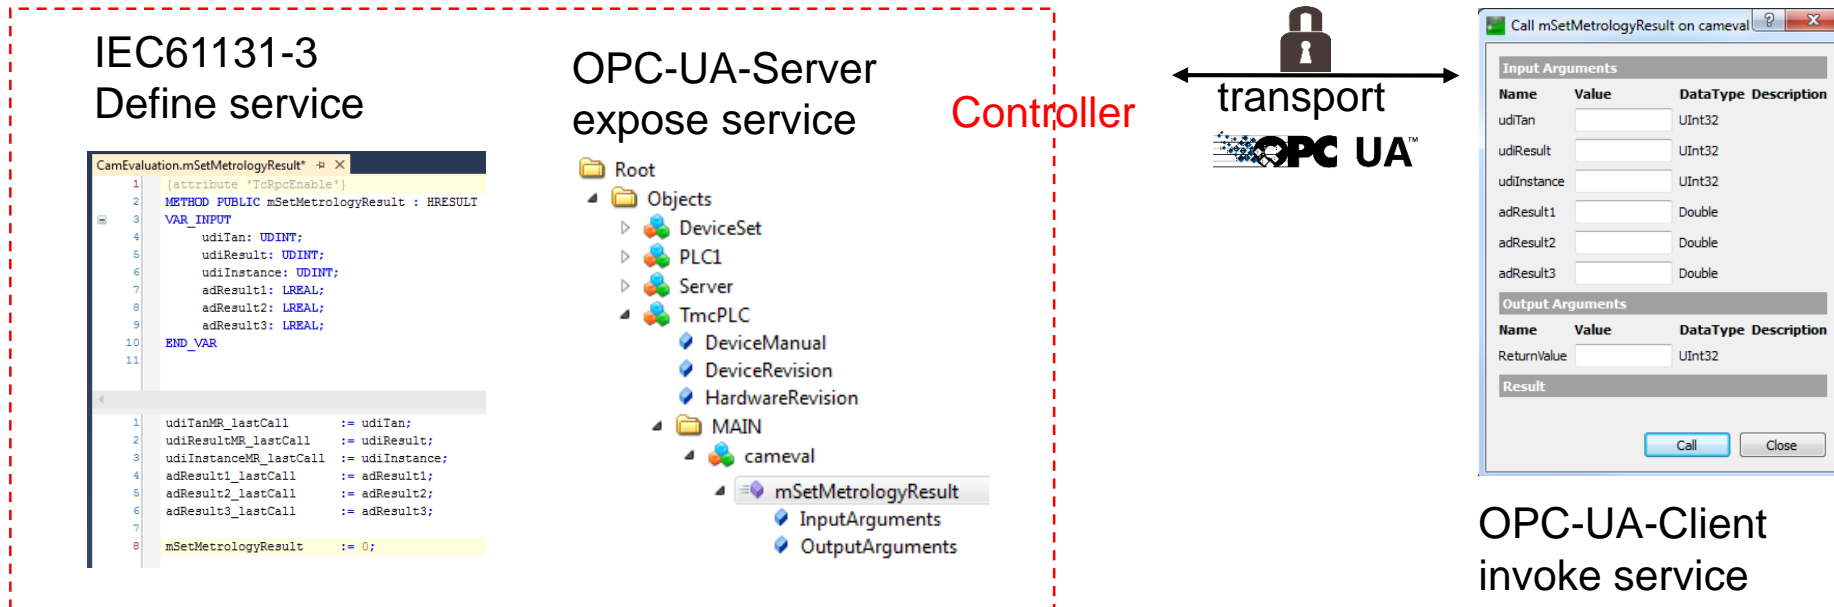 IEC61131-3
Define service
CamEvaluation.mSetMetrologyResult*
1 {attribute 'TcRpcEnable'}
2 METHOD PUBLIC mSetMetrologyResult : HRESULT
3 VAR_INPUT
4 udiTan: UDINT;
5 udiResult: UDINT;
6 udiInstance: UDINT;
7 adResult1: LREAL;
8 adResult2: LREAL;
9 adResult3: LREAL;
10 END_VAR
11
1 udiTanMR_lastCall := udiTan;
2 udiResultMR_lastCall := udiResult;
3 udiInstanceMR_lastCall := udiInstance;
4 adResult1_lastCall := adResult1;
5 adResult2_lastCall := adResult2;
6 adResult3_lastCall := adResult3;
7
8 mSetMetrologyResult := 0;
OPC-UA-Server
expose service
Root
Objects
DeviceSet
PLC1
Server
TmcPLC
DeviceManual
DeviceRevision
HardwareRevision
MAIN
cameval
mSetMetrologyResult
InputArguments
OutputArguments
Controller
transport
OPC UA™
Call mSetMetrologyResult on cameval
Input Arguments
Name Value DataType Description
udiTan UInt32
udiResult UInt32
udiInstance UInt32
adResult1 Double
adResult2 Double
adResult3 Double
Output Arguments
Name Value DataType Description
ReturnValue UInt32
Result
Call Close
OPC-UA-Client
invoke service